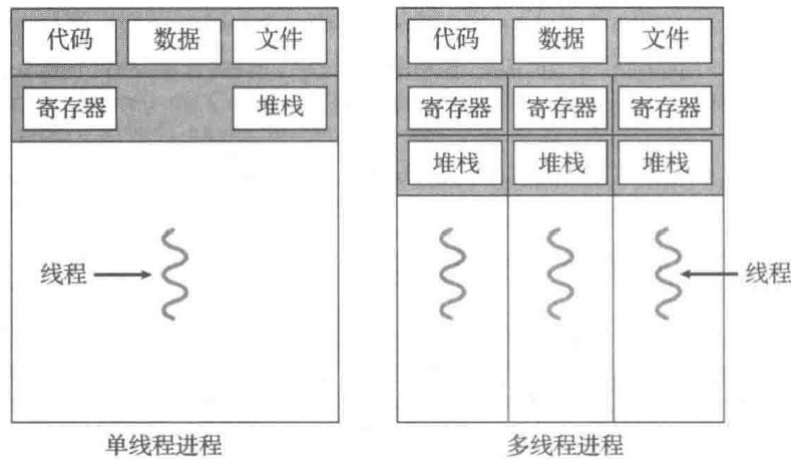 代码 数据 文件
寄存器 堆栈
线程
单线程进程
代码 数据 文件
寄存器 寄存器 寄存器
堆栈 堆栈 堆栈
线程
多线程进程